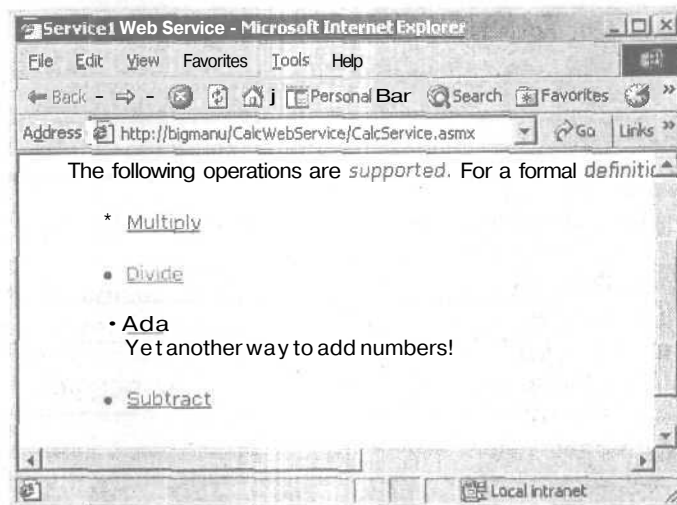 Service1 Web Service - Microsoft Internet Explorer
File Edit View Favorites Tools Help
Back - - j Personal Bar Search Favorites »
Address http://bigmanu/CalcWebService/CalcService.asmx Go Links »
The following operations are supported. For a formal definitic
* Multiply
• Divide
• Ada
Yet another way to add numbers!
• Subtract
Local intranet